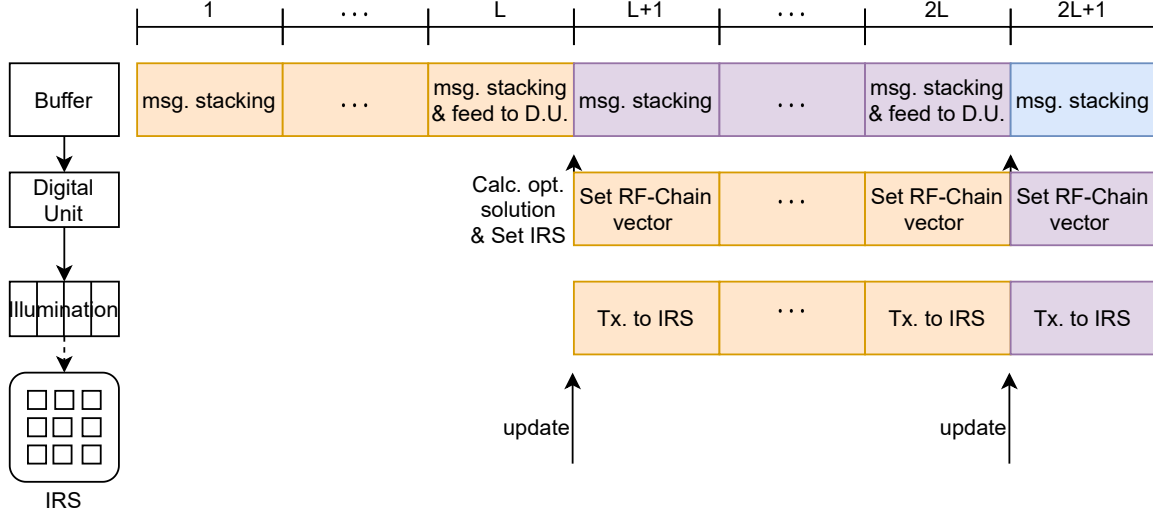 1
...
L
L+1
...
2L
2L+1
Buffer
msg. stacking
...
msg. stacking
& feed to D.U.
msg. stacking
...
msg. stacking
& feed to D.U.
msg. stacking
Digital
Unit
Calc. opt.
solution
& Set IRS
Set RF-Chain
vector
...
Set RF-Chain
vector
Set RF-Chain
vector
Illumination
Tx. to IRS
...
Tx. to IRS
Tx. to IRS
update
update
IRS